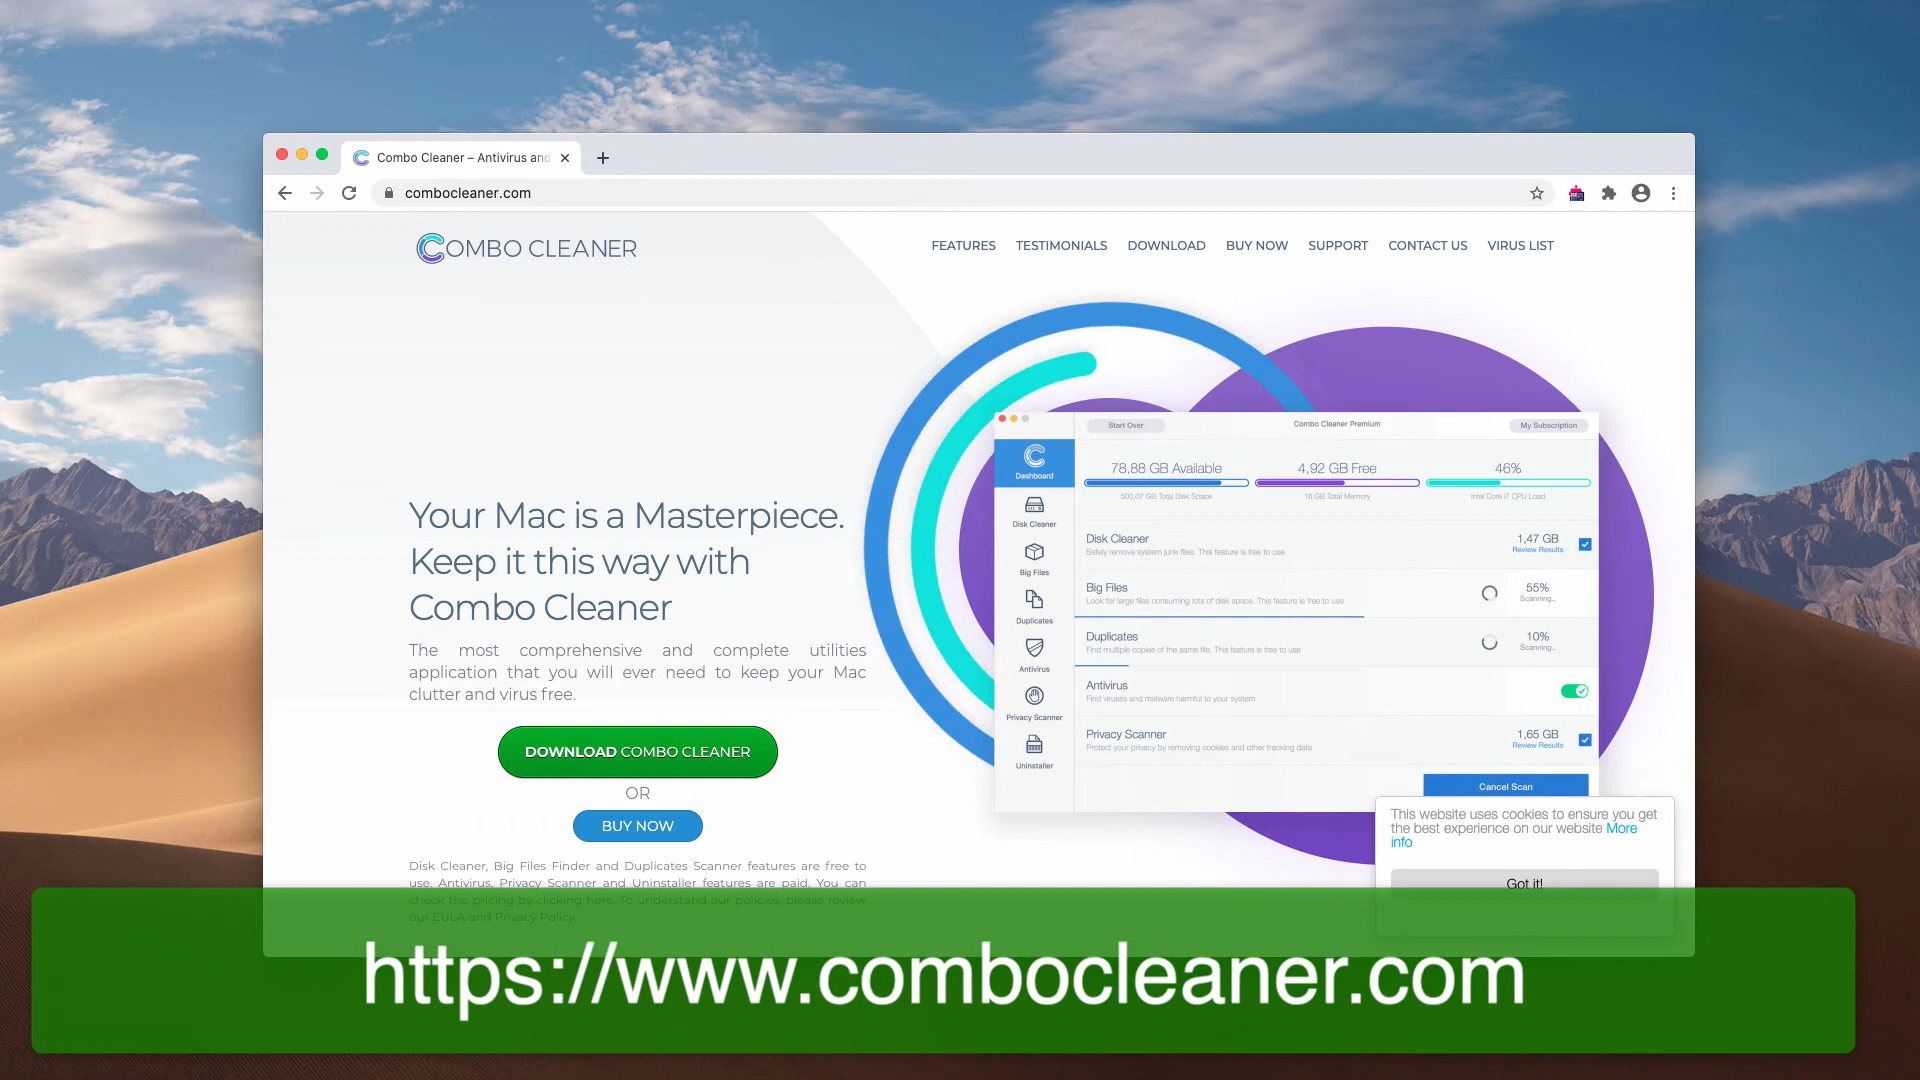 Combo Cleaner – Antivirus and
combocleaner.com
COMBO CLEANER
FEATURES TESTIMONIALS DOWNLOAD BUY NOW SUPPORT CONTACT US VIRUS LIST
Your Mac is a Masterpiece.
Keep it this way with
Combo Cleaner
The most comprehensive and complete utilities
application that you will ever need to keep your Mac
clutter and virus free.
DOWNLOAD COMBO CLEANER
OR
BUY NOW
Disk Cleaner, Big Files Finder and Duplicates Scanner features are free to
use. Antivirus, Privacy Scanner and Uninstaller features are paid. You can
check the pricing by clicking here. To understand our policies, please review
our EULA and Privacy Policy.
Start Over Combo Cleaner Premium My Subscription
Dashboard
Disk Cleaner
Big Files
Duplicates
Antivirus
Privacy Scanner
Uninstaller
78,88 GB Available 4,92 GB Free 46%
500,07 GB Total Disk Space 16 GB Total Memory Intel Core i7 CPU Load
Disk Cleaner 1,47 GB
Safely remove system junk files. This feature is free to use Review Results
Big Files 55%
Look for large files consuming lots of disk space. This feature is free to use Scanning..
Duplicates 10%
Find multiple copies of the same file. This feature is free to use Scanning..
Antivirus
Find viruses and malware harmful to your system
Privacy Scanner 1,65 GB
Protect your privacy by removing cookies and other tracking data Review Results
Cancel Scan
This website uses cookies to ensure you get
the best experience on our website More
info
Got it!
https://www.combocleaner.com